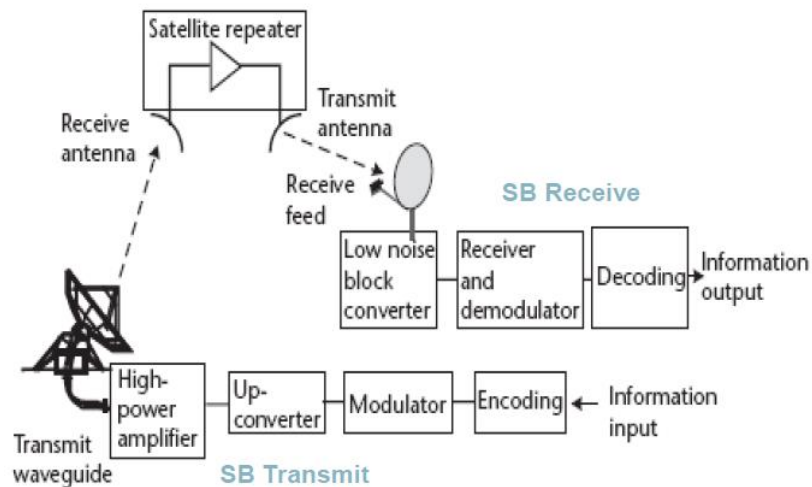 Satellite repeater
Receive
antenna
Transmit
antenna
Receive
feed
SB Receive
Low noise
block
converter
Receiver
and
demodulator
Decoding
Information
output
High-
power
amplifier
Up-
converter
Modulator
Encoding
Information
input
Transmit
waveguide
SB Transmit